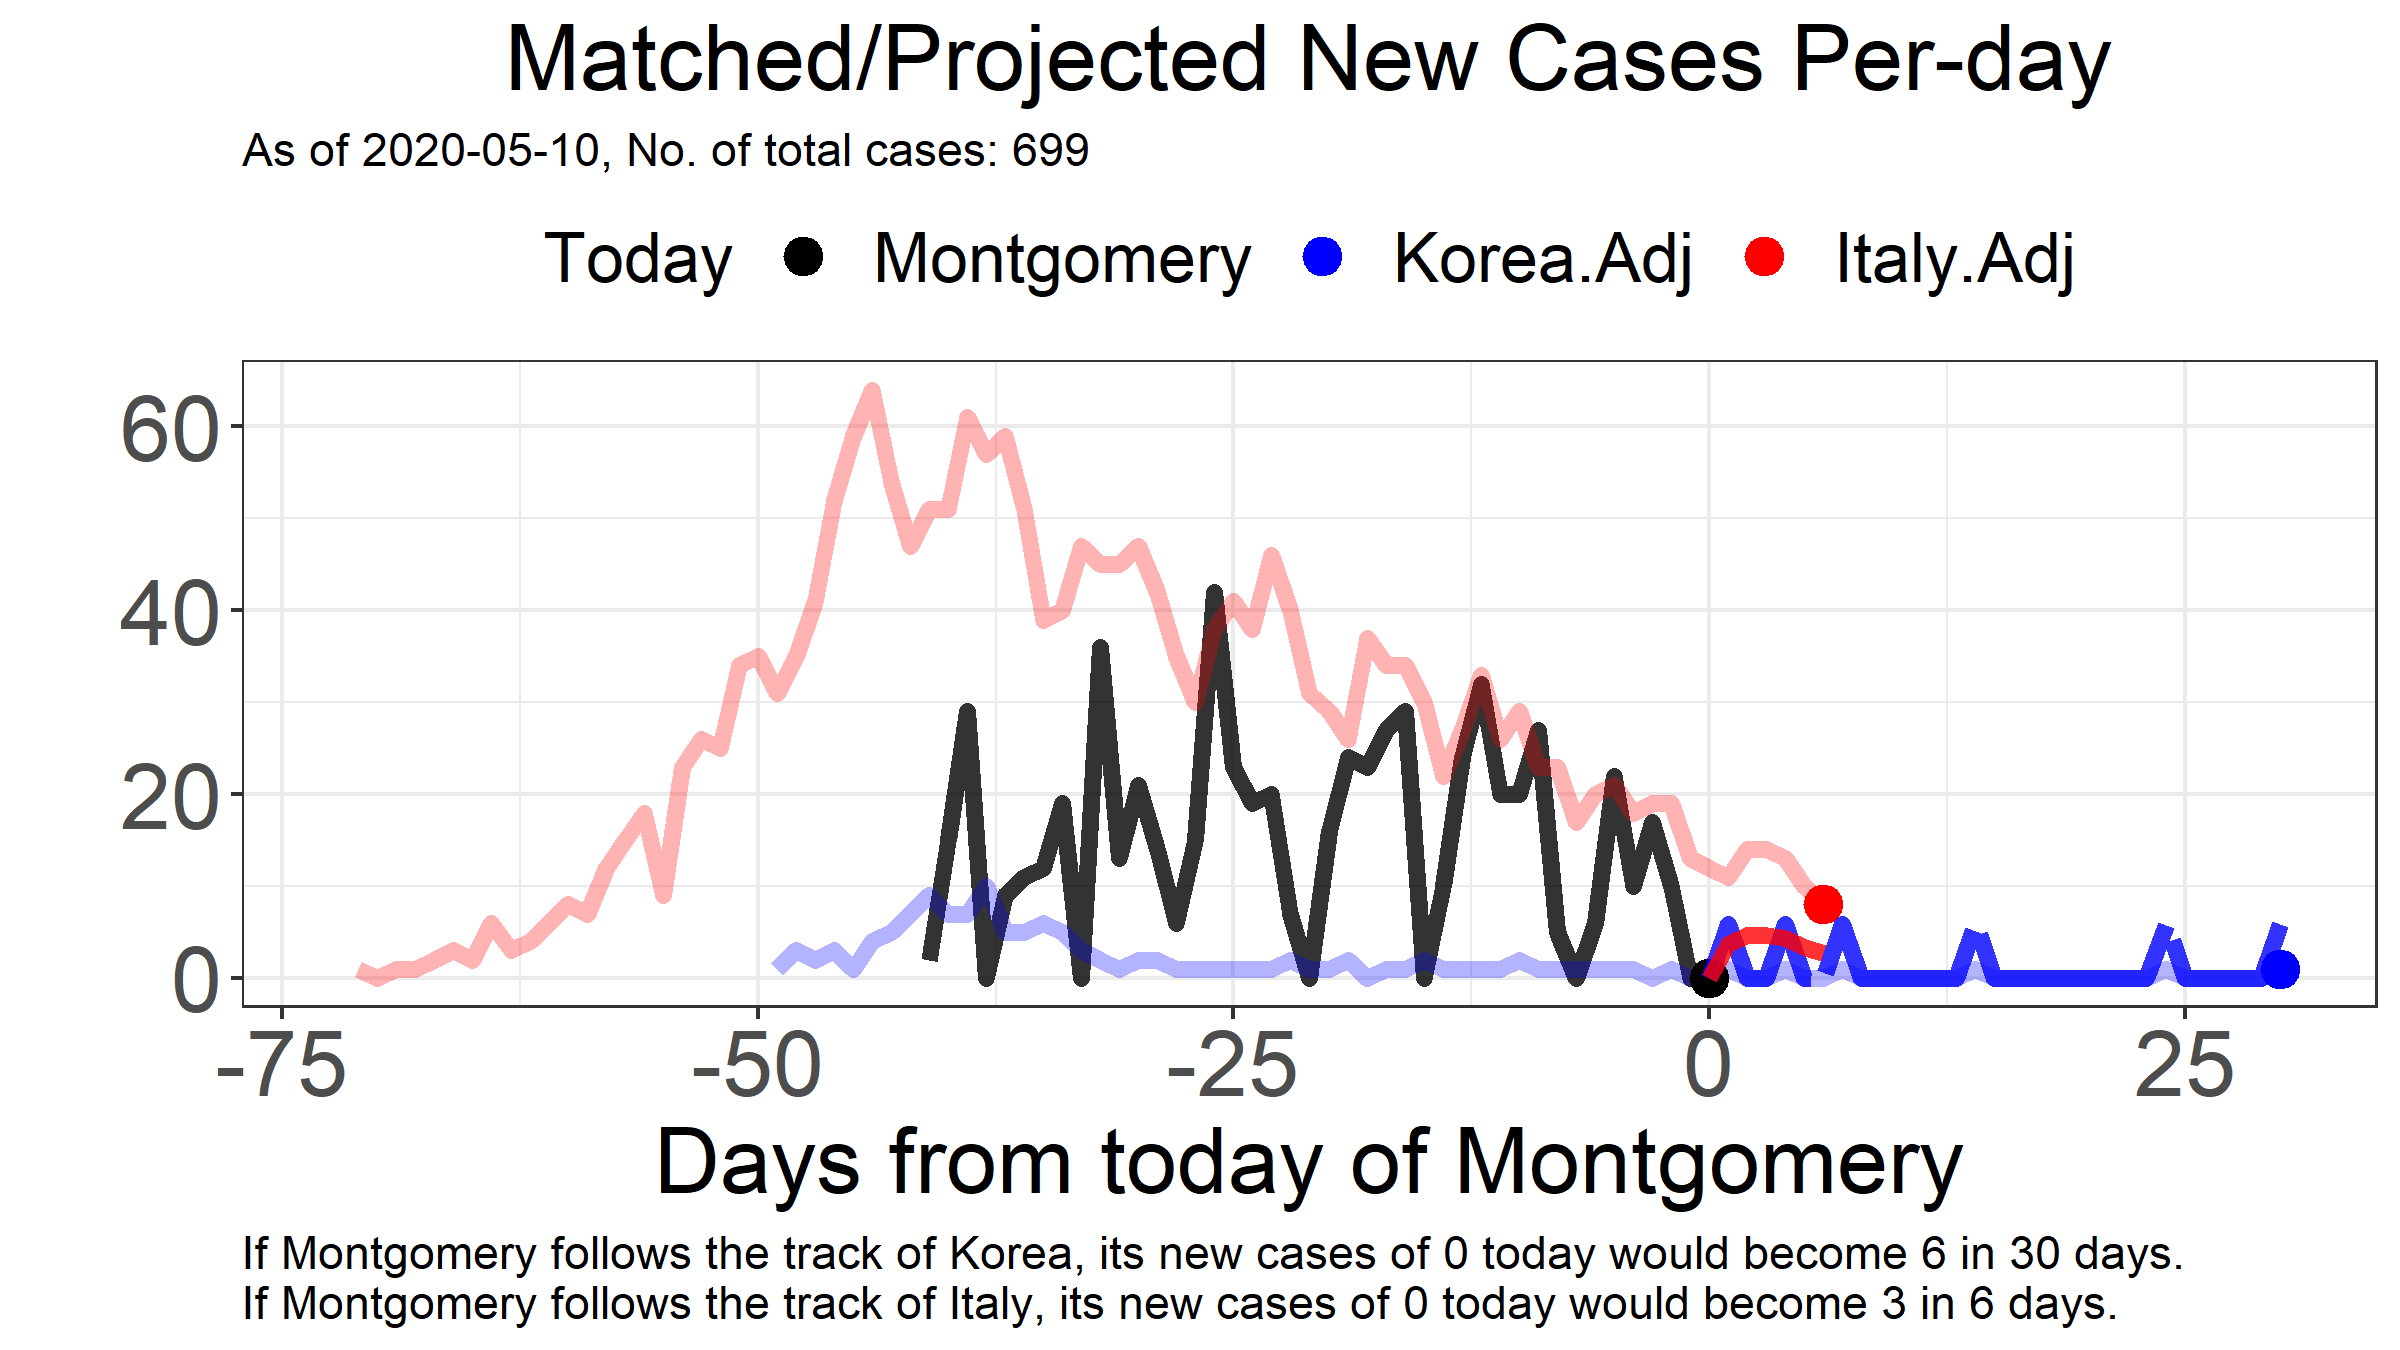 Matched/Projected New Cases Per-day
As of 2020-05-10, No. of total cases: 699
Today Montgomery Korea.Adj Italy.Adj
60
40
20
0
-75 -50 -25 0 25
Days from today of Montgomery
If Montgomery follows the track of Korea, its new cases of 0 today would become 6 in 30 days.
If Montgomery follows the track of Italy, its new cases of 0 today would become 3 in 6 days.